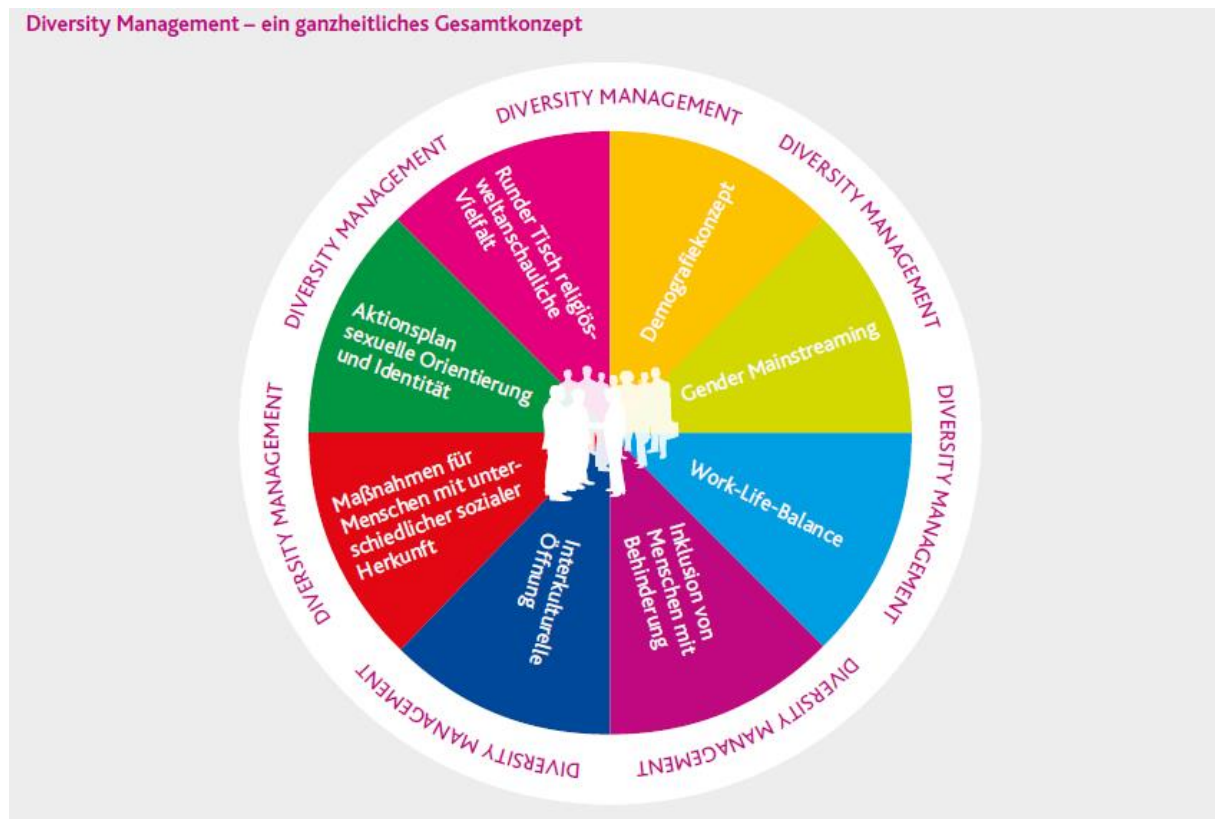 Diversity Management – ein ganzheitliches Gesamtkonzept
DIVERSITY MANAGEMENT
DIVERSITY MANAGEMENT
DIVERSITY MANAGEMENT
DIVERSITY MANAGEMENT
DIVERSITY MANAGEMENT
DIVERSITY MANAGEMENT
DIVERSITY MANAGEMENT
Demografiekonzept
Gender Mainstreaming
Work-Life-Balance
Inklusion von
Menschen mit
Behinderung
Interkulturelle
Öffnung
Maßnahmen für
Menschen mit unter-
schiedlicher sozialer
Herkunft
Aktionsplan
sexuelle Orientierung
und Identität
Runder Tisch religiös-
weltanschauliche
Vielfalt